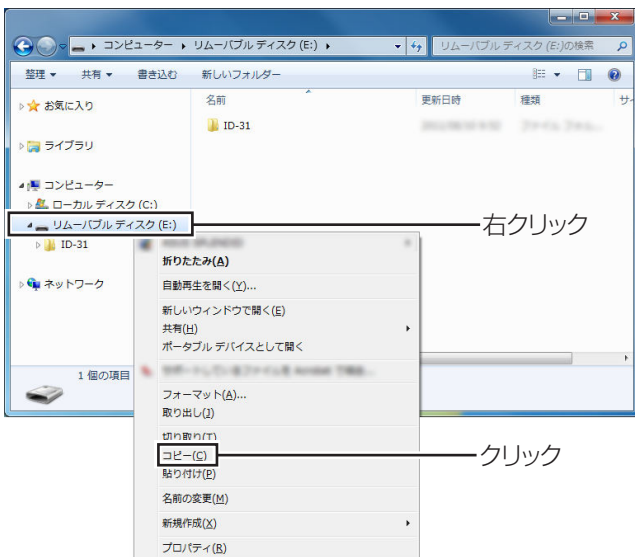 コンピューター ▸ リムーバブル ディスク (E:) ▸
リムーバブル ディスク (E:)の検索
整理 ▼ 共有 ▼ 書き込む 新しいフォルダー
名前 更新日時 種類 サイ
お気に入り
ID-31
ライブラリ
コンピューター
ローカル ディスク (C:)
リムーバブル ディスク (E:)
右クリック
ID-31
折りたたみ(A)
ネットワーク
自動再生を開く(Y)...
新しいウィンドウで開く(E)
共有(H)
ポータブル デバイスとして開く
1 個の項目
フォーマット(A)...
取り出し(J)
切り取り(T)
コピー(C)
クリック
貼り付け(P)
名前の変更(M)
新規作成(X)
プロパティ(R)